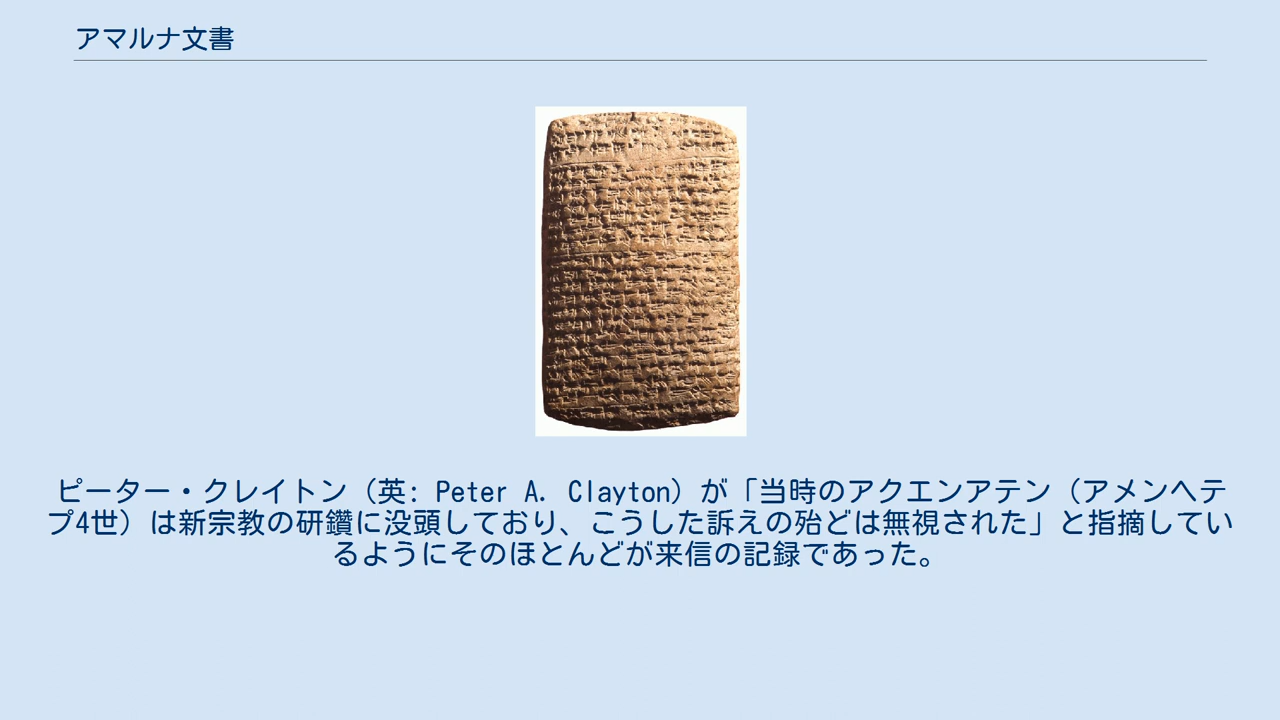 アマルナ文書
ピーター・クレイトン（英: Peter A. Clayton）が「当時のアクエンアテン（アメンヘテ
プ4世）は新宗教の研鑽に没頭しており、こうした訴えの殆どは無視された」と指摘してい
るようにそのほとんどが来信の記録であった。